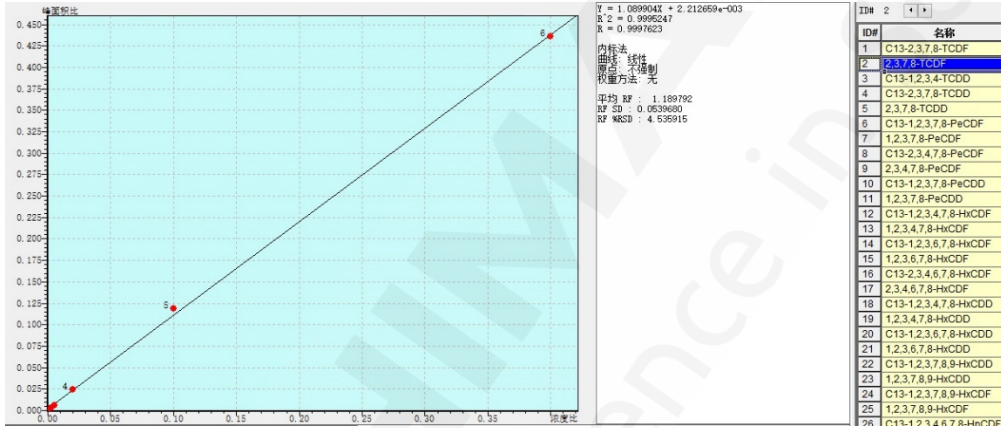 峰面积比
0.450
0.425
0.400
0.375
0.350
0.325
0.300
0.275
0.250
0.225
0.200
0.175
0.150
0.125
0.100
0.075
0.050
0.025
0.000
6
5
4
0.00 0.05 0.10 0.15 0.20 0.25 0.30 0.35 浓度比
Y = 1.089904X + 2.212659e-003
R^2 = 0.9995247
R = 0.9997623
内标法
曲线: 线性
原点: 不强制
权重方法: 无
平均 RF : 1.189792
RF SD : 0.0539680
RF %RSD : 4.535915
ID# 2
ID# 名称
1 C13-2,3,7,8-TCDF
2 2,3,7,8-TCDF
3 C13-1,2,3,4-TCDD
4 C13-2,3,7,8-TCDD
5 2,3,7,8-TCDD
6 C13-1,2,3,7,8-PeCDF
7 1,2,3,7,8-PeCDF
8 C13-2,3,4,7,8-PeCDF
9 2,3,4,7,8-PeCDF
10 C13-1,2,3,7,8-PeCDD
11 1,2,3,7,8-PeCDD
12 C13-1,2,3,4,7,8-HxCDF
13 1,2,3,4,7,8-HxCDF
14 C13-1,2,3,6,7,8-HxCDF
15 1,2,3,6,7,8-HxCDF
16 C13-2,3,4,6,7,8-HxCDF
17 2,3,4,6,7,8-HxCDF
18 C13-1,2,3,4,7,8-HxCDD
19 1,2,3,4,7,8-HxCDD
20 C13-1,2,3,6,7,8-HxCDD
21 1,2,3,6,7,8-HxCDD
22 C13-1,2,3,7,8,9-HxCDD
23 1,2,3,7,8,9-HxCDD
24 C13-1,2,3,7,8,9-HxCDF
25 1,2,3,7,8,9-HxCDF
26 C13-1,2,3,4,6,7,8-HpCDF